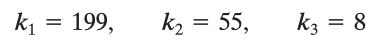 k₁ = 199, k₂ = 55, k₃ = 8